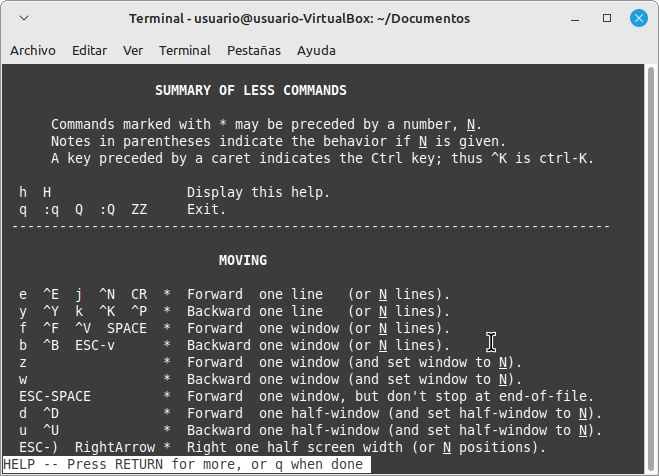 Terminal - usuario@usuario-VirtualBox: ~/Documentos
Archivo Editar Ver Terminal Pestañas Ayuda
SUMMARY OF LESS COMMANDS
Commands marked with * may be preceded by a number, N.
Notes in parentheses indicate the behavior if N is given.
A key preceded by a caret indicates the Ctrl key; thus ^K is ctrl-K.
h  H                 Display this help.
q  :q  Q  :Q  ZZ     Exit.
---------------------------------------------------------------------------
MOVING
e  ^E  j  ^N  CR  *  Forward  one line   (or N lines).
y  ^Y  k  ^K  ^P  *  Backward one line   (or N lines).
f  ^F  ^V  SPACE  *  Forward  one window (or N lines).
b  ^B  ESC-v      *  Backward one window (or N lines).
z                 *  Forward  one window (and set window to N).
w                 *  Backward one window (and set window to N).
ESC-SPACE         *  Forward  one window, but don't stop at end-of-file.
d  ^D             *  Forward  one half-window (and set half-window to N).
u  ^U             *  Backward one half-window (and set half-window to N).
ESC-)  RightArrow *  Right one half screen width (or N positions).
HELP -- Press RETURN for more, or q when done